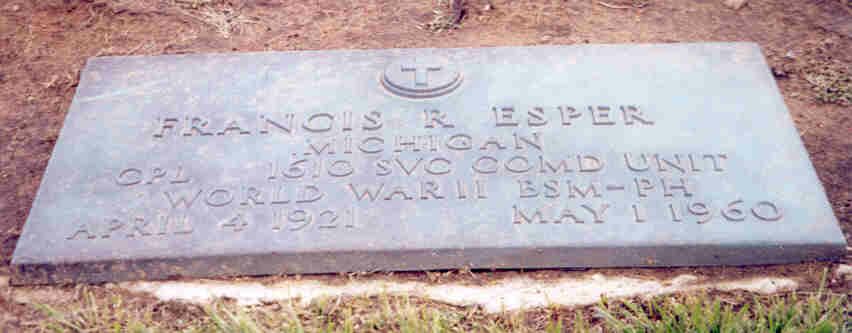 FRANCIS R ESPER
MICHIGAN
CPL 1610 SVC COMD UNIT
WORLD WAR II BSM-PH
APRIL 4 1921 MAY 1 1960